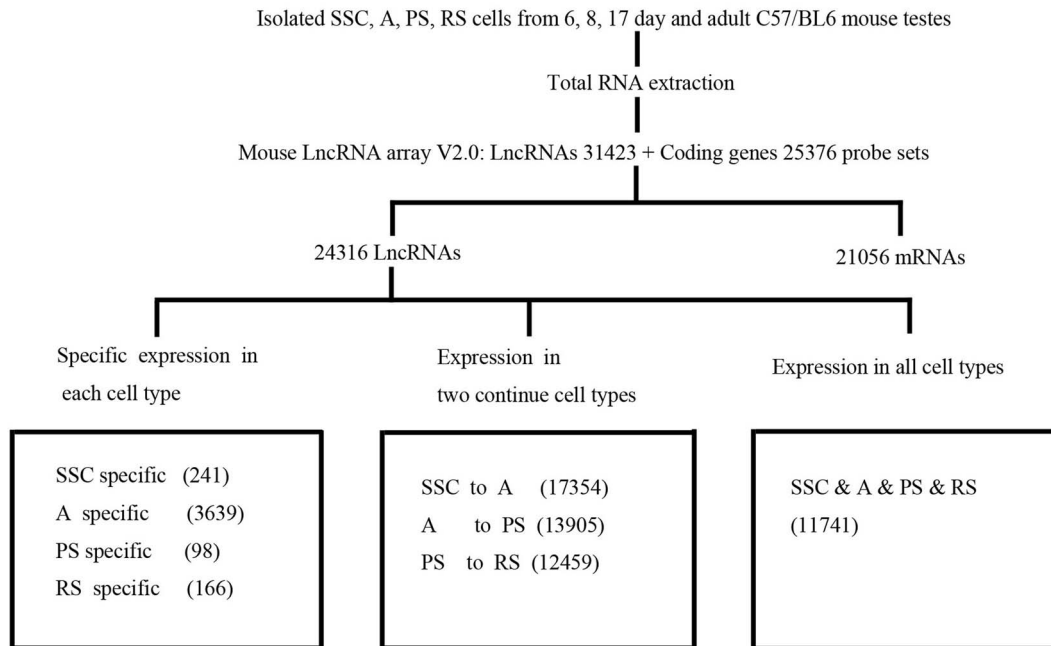 Isolated SSC, A, PS, RS cells from 6, 8, 17 day and adult C57/BL6 mouse testes
Total RNA extraction
Mouse LncRNA array V2.0: LncRNAs 31423 + Coding genes 25376 probe sets
24316 LncRNAs
21056 mRNAs
Specific expression in
each cell type
Expression in
two continue cell types
Expression in all cell types
SSC specific (241)
A specific (3639)
PS specific (98)
RS specific (166)
SSC to A (17354)
A to PS (13905)
PS to RS (12459)
SSC & A & PS & RS
(11741)